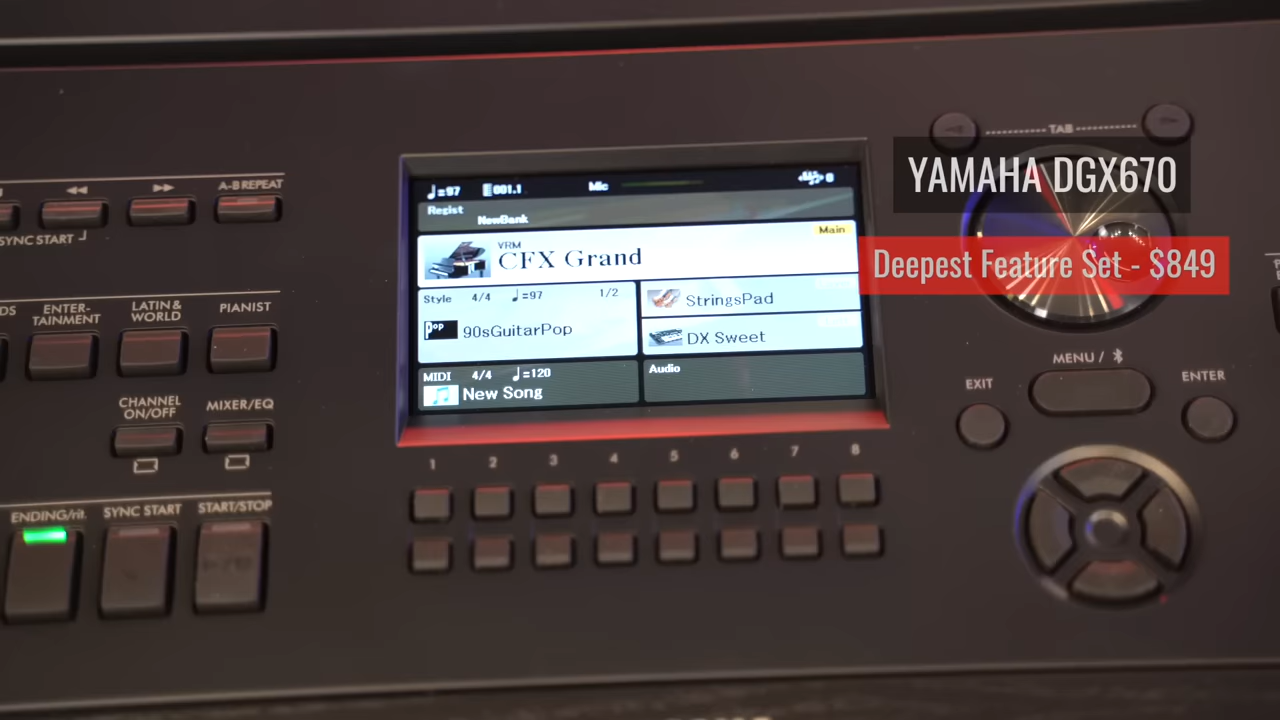 A-B REPEAT
SYNC START
ENTER-
TAINMENT
LATIN &
WORLD
PIANIST
CHANNEL
ON/OFF
MIXER/EQ
ENDING/rit.
SYNC START
START/STOP
♩=97 001.1 Mic
Regist
NewBank
Main
VRM
CFX Grand
Style 4/4 ♩=97 1/2
Pop 90sGuitarPop
StringsPad
DX Sweet
MIDI 4/4 ♩=120
New Song
Audio
1 2 3 4 5 6 7 8
TAB
YAMAHA DGX670
Deepest Feature Set - $849
MENU /
EXIT
ENTER